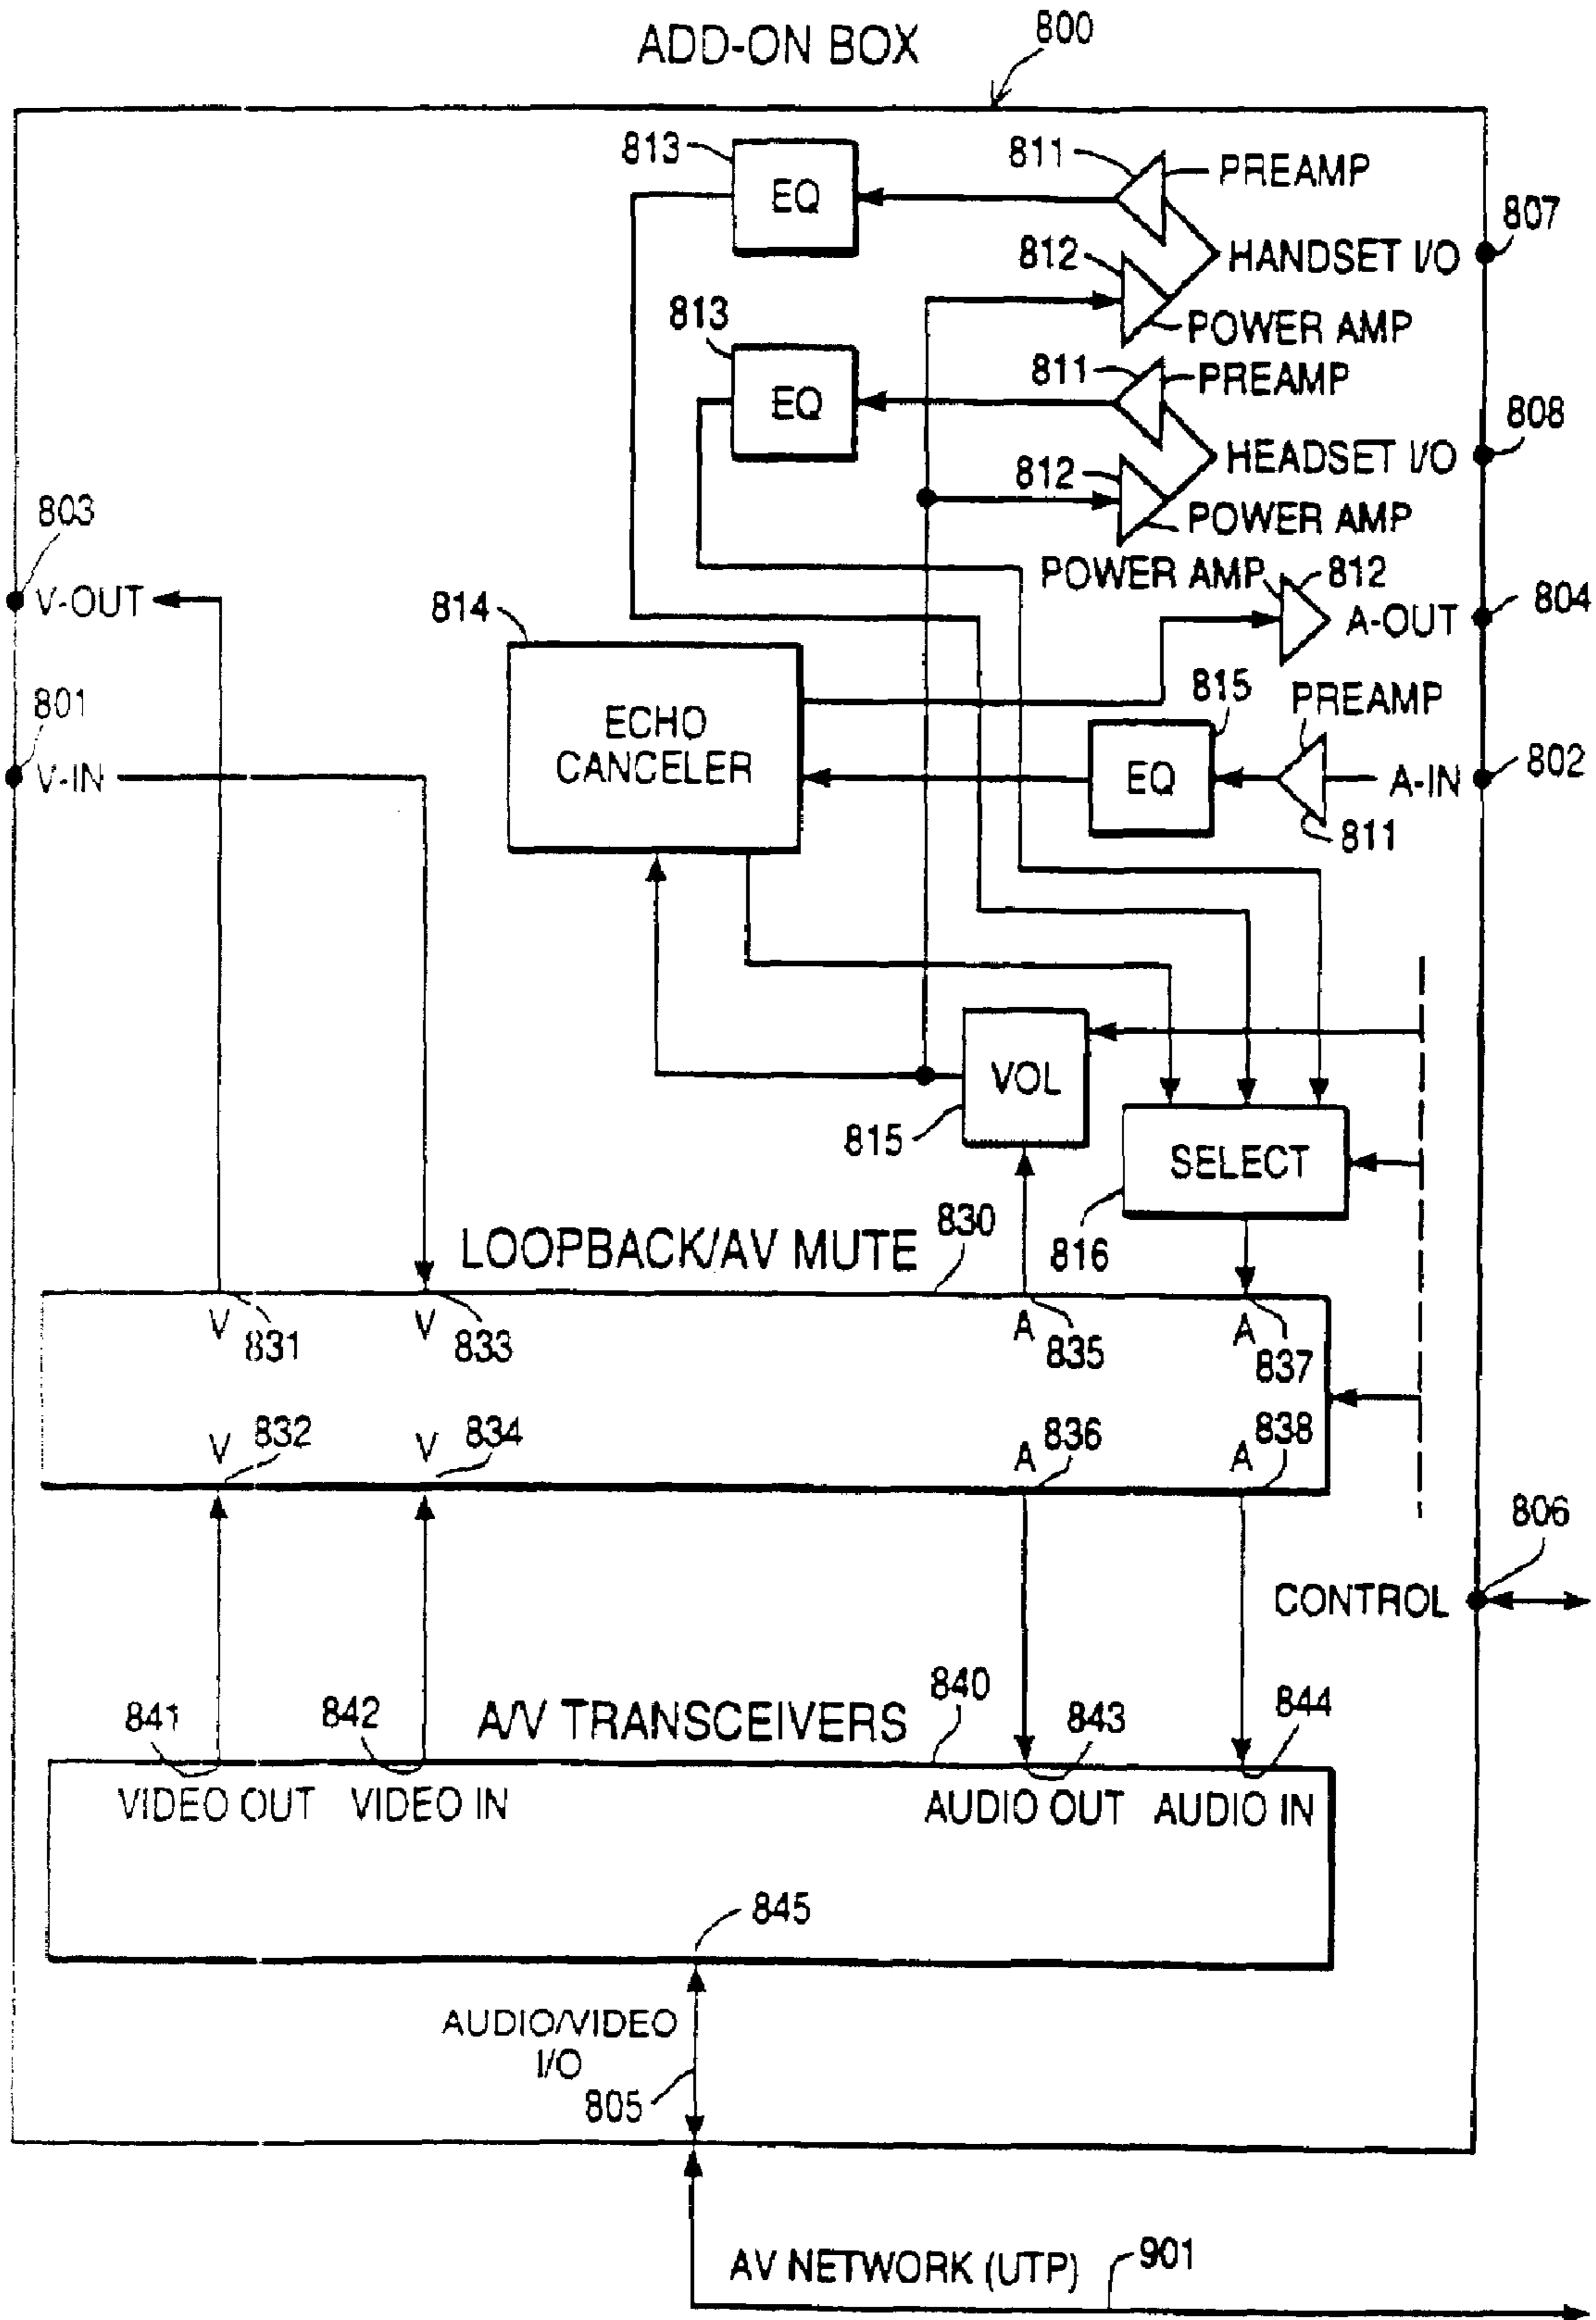 ADD-ON BOX
800
813
EQ
811
PREAMP
807
812
HANDSET I/O
POWER AMP
813
EQ
811
PREAMP
808
812
HEADSET I/O
POWER AMP
803
V-OUT
814
POWER AMP
812
A-OUT
804
801
V-IN
ECHO
CANCELER
815
EQ
PREAMP
A-IN
802
811
VOL
815
SELECT
816
LOOPBACK/AV MUTE
830
V
831
V
833
A
835
A
837
V
832
V
834
A
836
A
838
806
CONTROL
841
842
A/V TRANSCEIVERS
840
843
844
VIDEO OUT
VIDEO IN
AUDIO OUT
AUDIO IN
845
AUDIO/VIDEO
I/O
805
AV NETWORK (UTP)
901